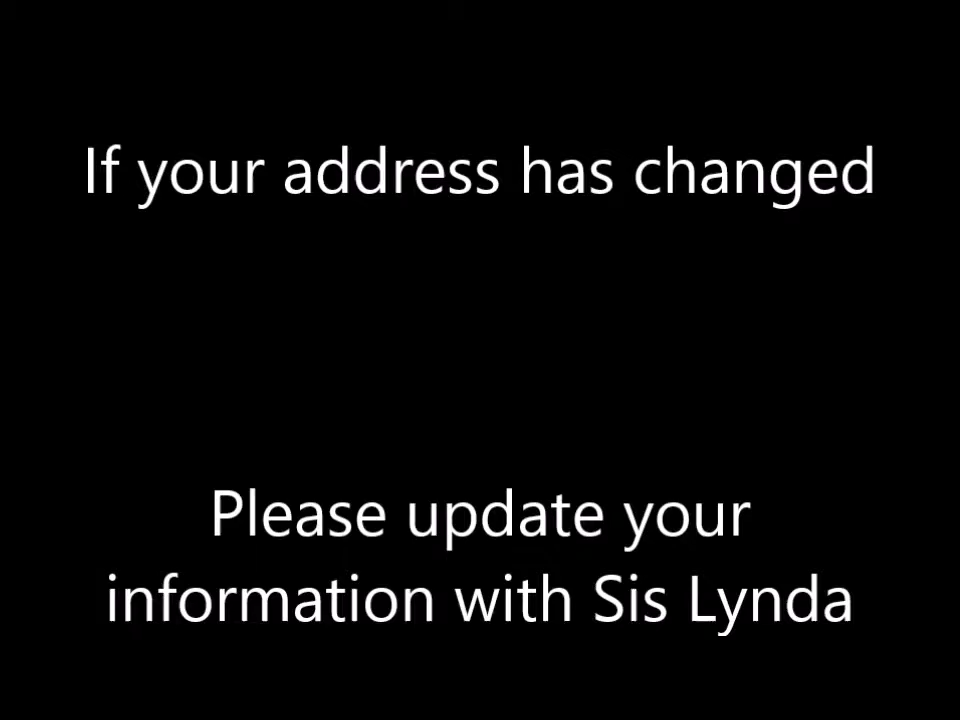 If your address has changed
Please update your
information with Sis Lynda